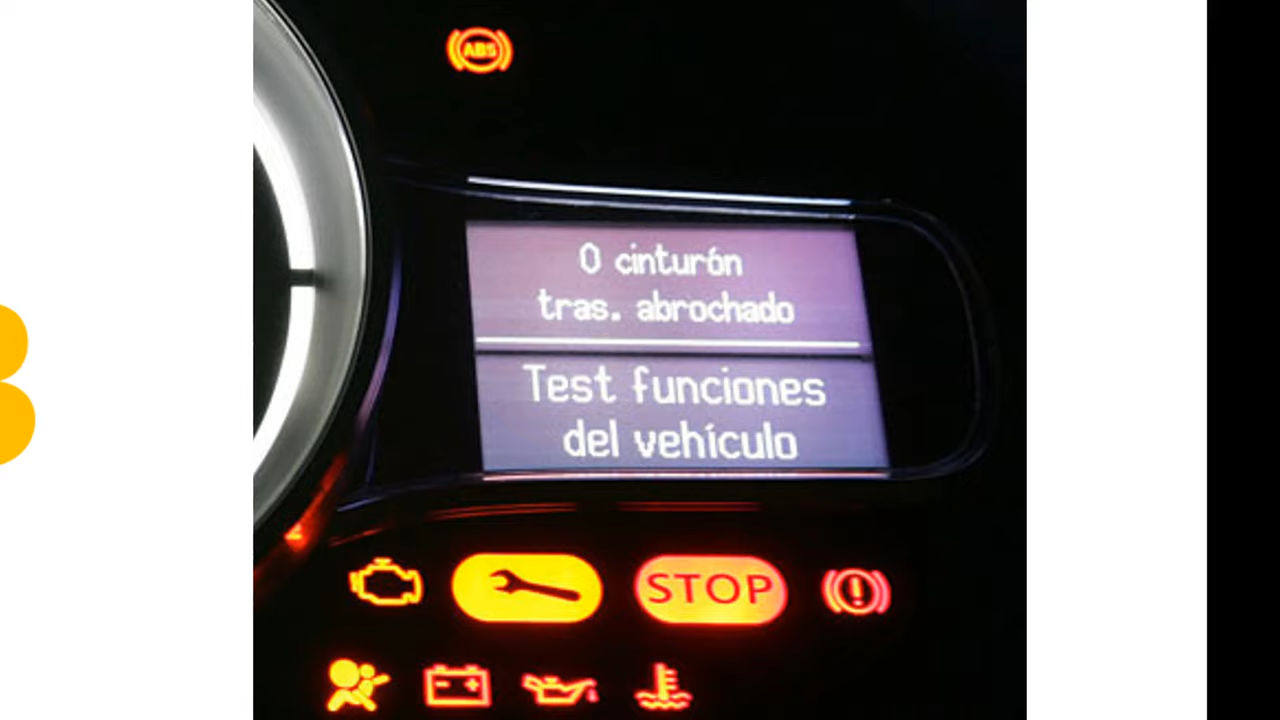 ABS
0 cinturón
tras. abrochado
Test funciones
del vehículo
STOP